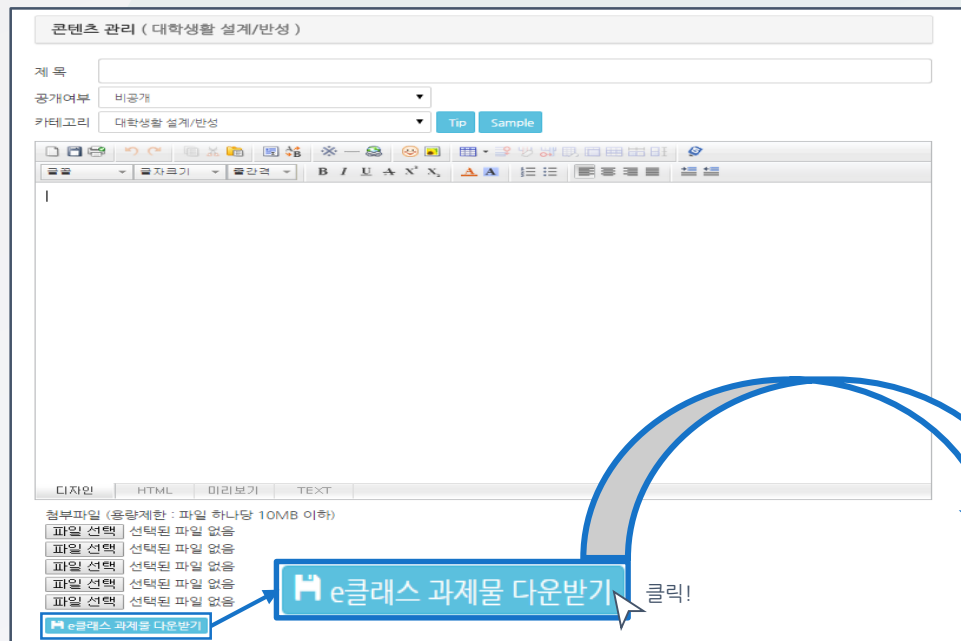 콘텐츠 관리 ( 대학생활 설계/반성 )
제 목
공개여부 비공개
카테고리 대학생활 설계/반성 Tip Sample
글꼴 글자크기 줄간격 B I U A X² X₂ A A
디자인 HTML 미리보기 TEXT
첨부파일 (용량제한 : 파일 하나당 10MB 이하)
파일 선택 선택된 파일 없음
파일 선택 선택된 파일 없음
파일 선택 선택된 파일 없음
파일 선택 선택된 파일 없음
파일 선택 선택된 파일 없음
e클래스 과제물 다운받기 클릭!
e클래스 과제물 다운받기